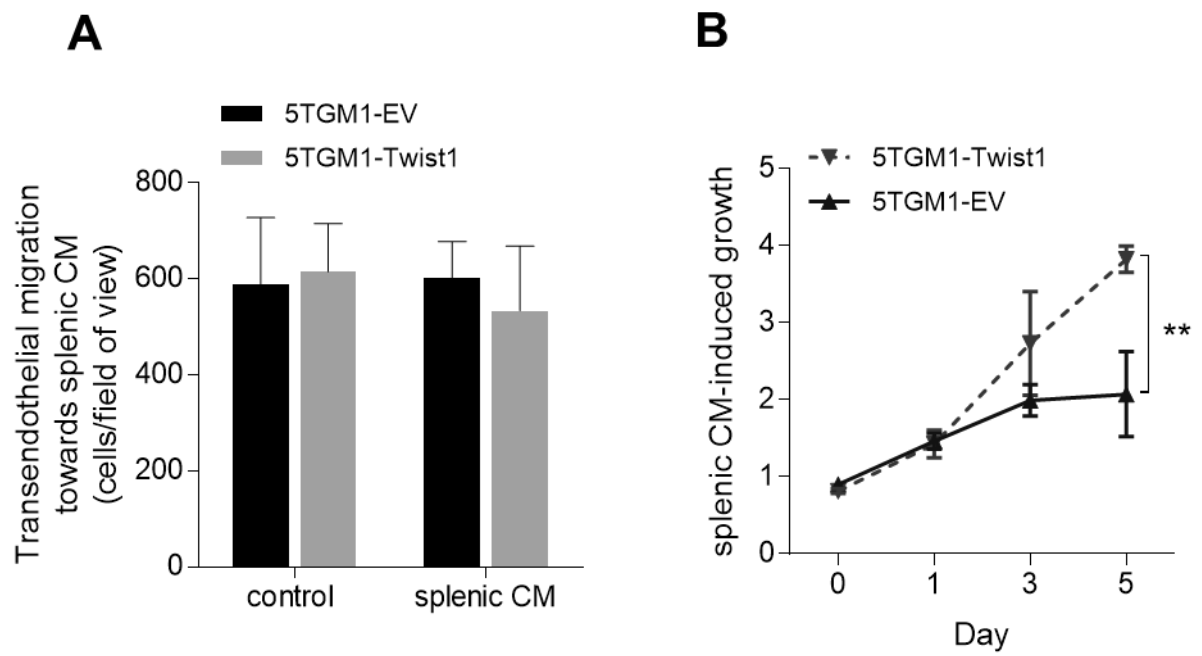 A
5TGM1-EV
5TGM1-Twist1
Transendothelial migration
towards splenic CM
(cells/field of view)
800
600
400
200
0
control
splenic CM
B
5TGM1-Twist1
5TGM1-EV
splenic CM-induced growth
5
4
3
2
1
0
**
0
1
3
5
Day